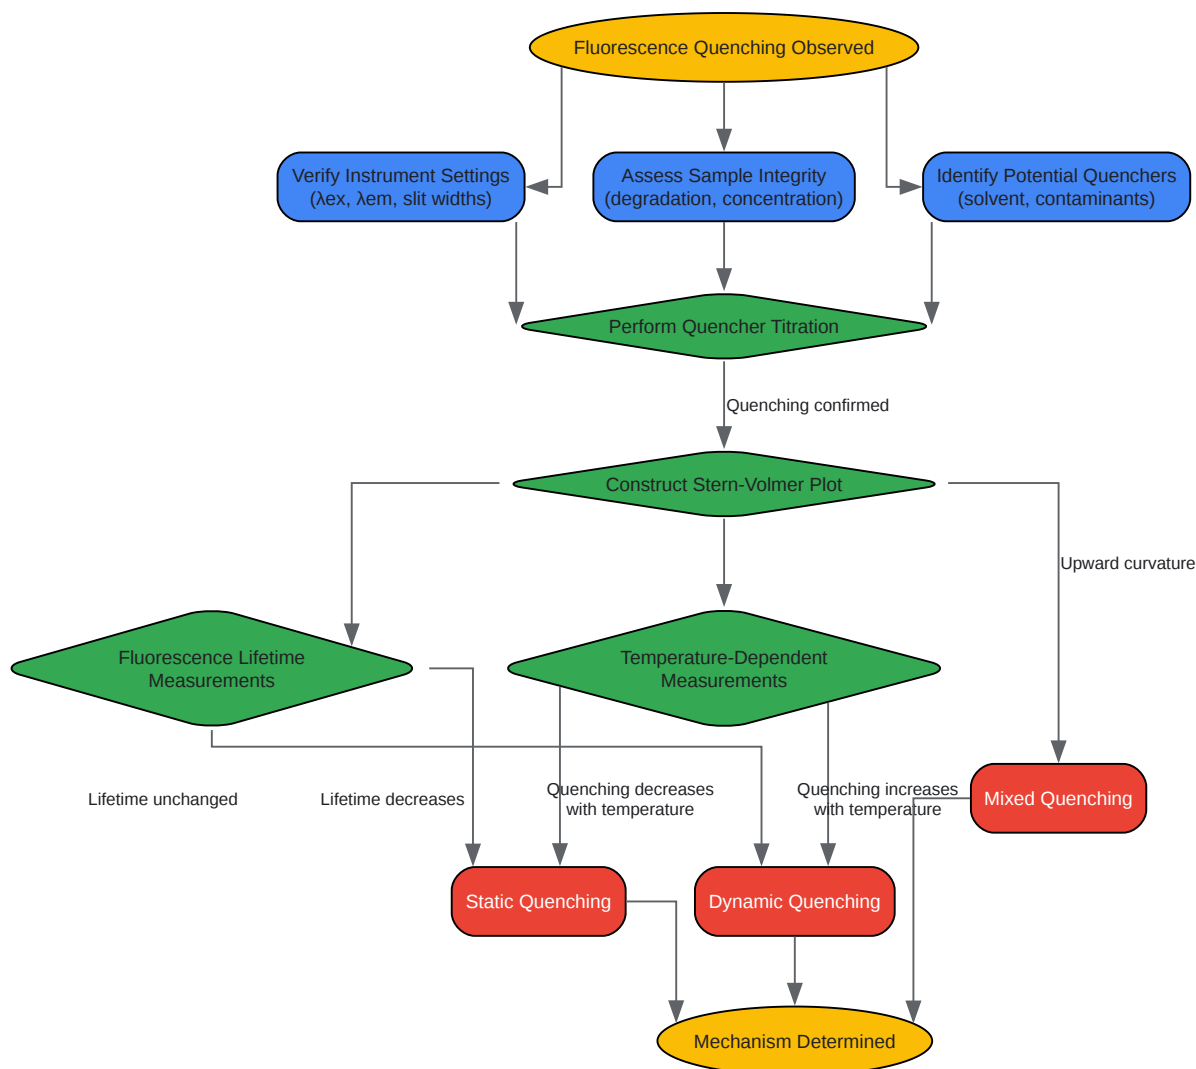 Fluorescence Quenching Observed
Verify Instrument Settings
(λex, λem, slit widths)
Assess Sample Integrity
(degradation, concentration)
Identify Potential Quenchers
(solvent, contaminants)
Perform Quencher Titration
Quenching confirmed
Construct Stern-Volmer Plot
Upward curvature
Fluorescence Lifetime
Measurements
Temperature-Dependent
Measurements
Lifetime unchanged
Lifetime decreases
Quenching decreases
with temperature
Quenching increases
with temperature
Mixed Quenching
Static Quenching
Dynamic Quenching
Mechanism Determined